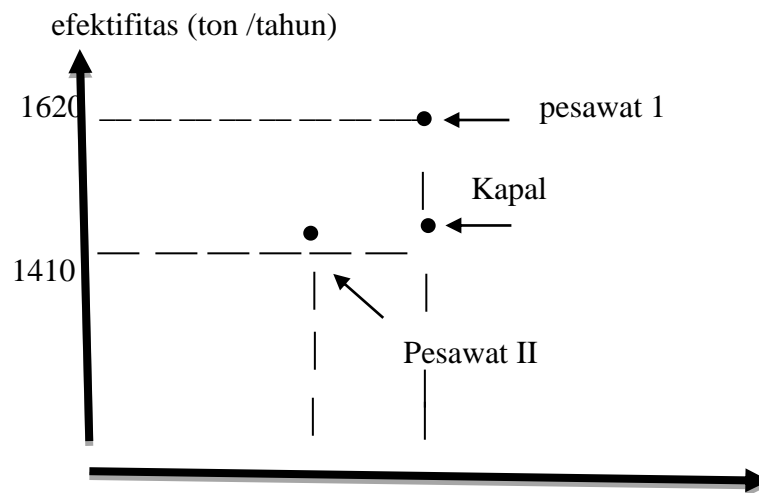 efektifitas (ton /tahun)
1620
pesawat 1
Kapal
1410
Pesawat II